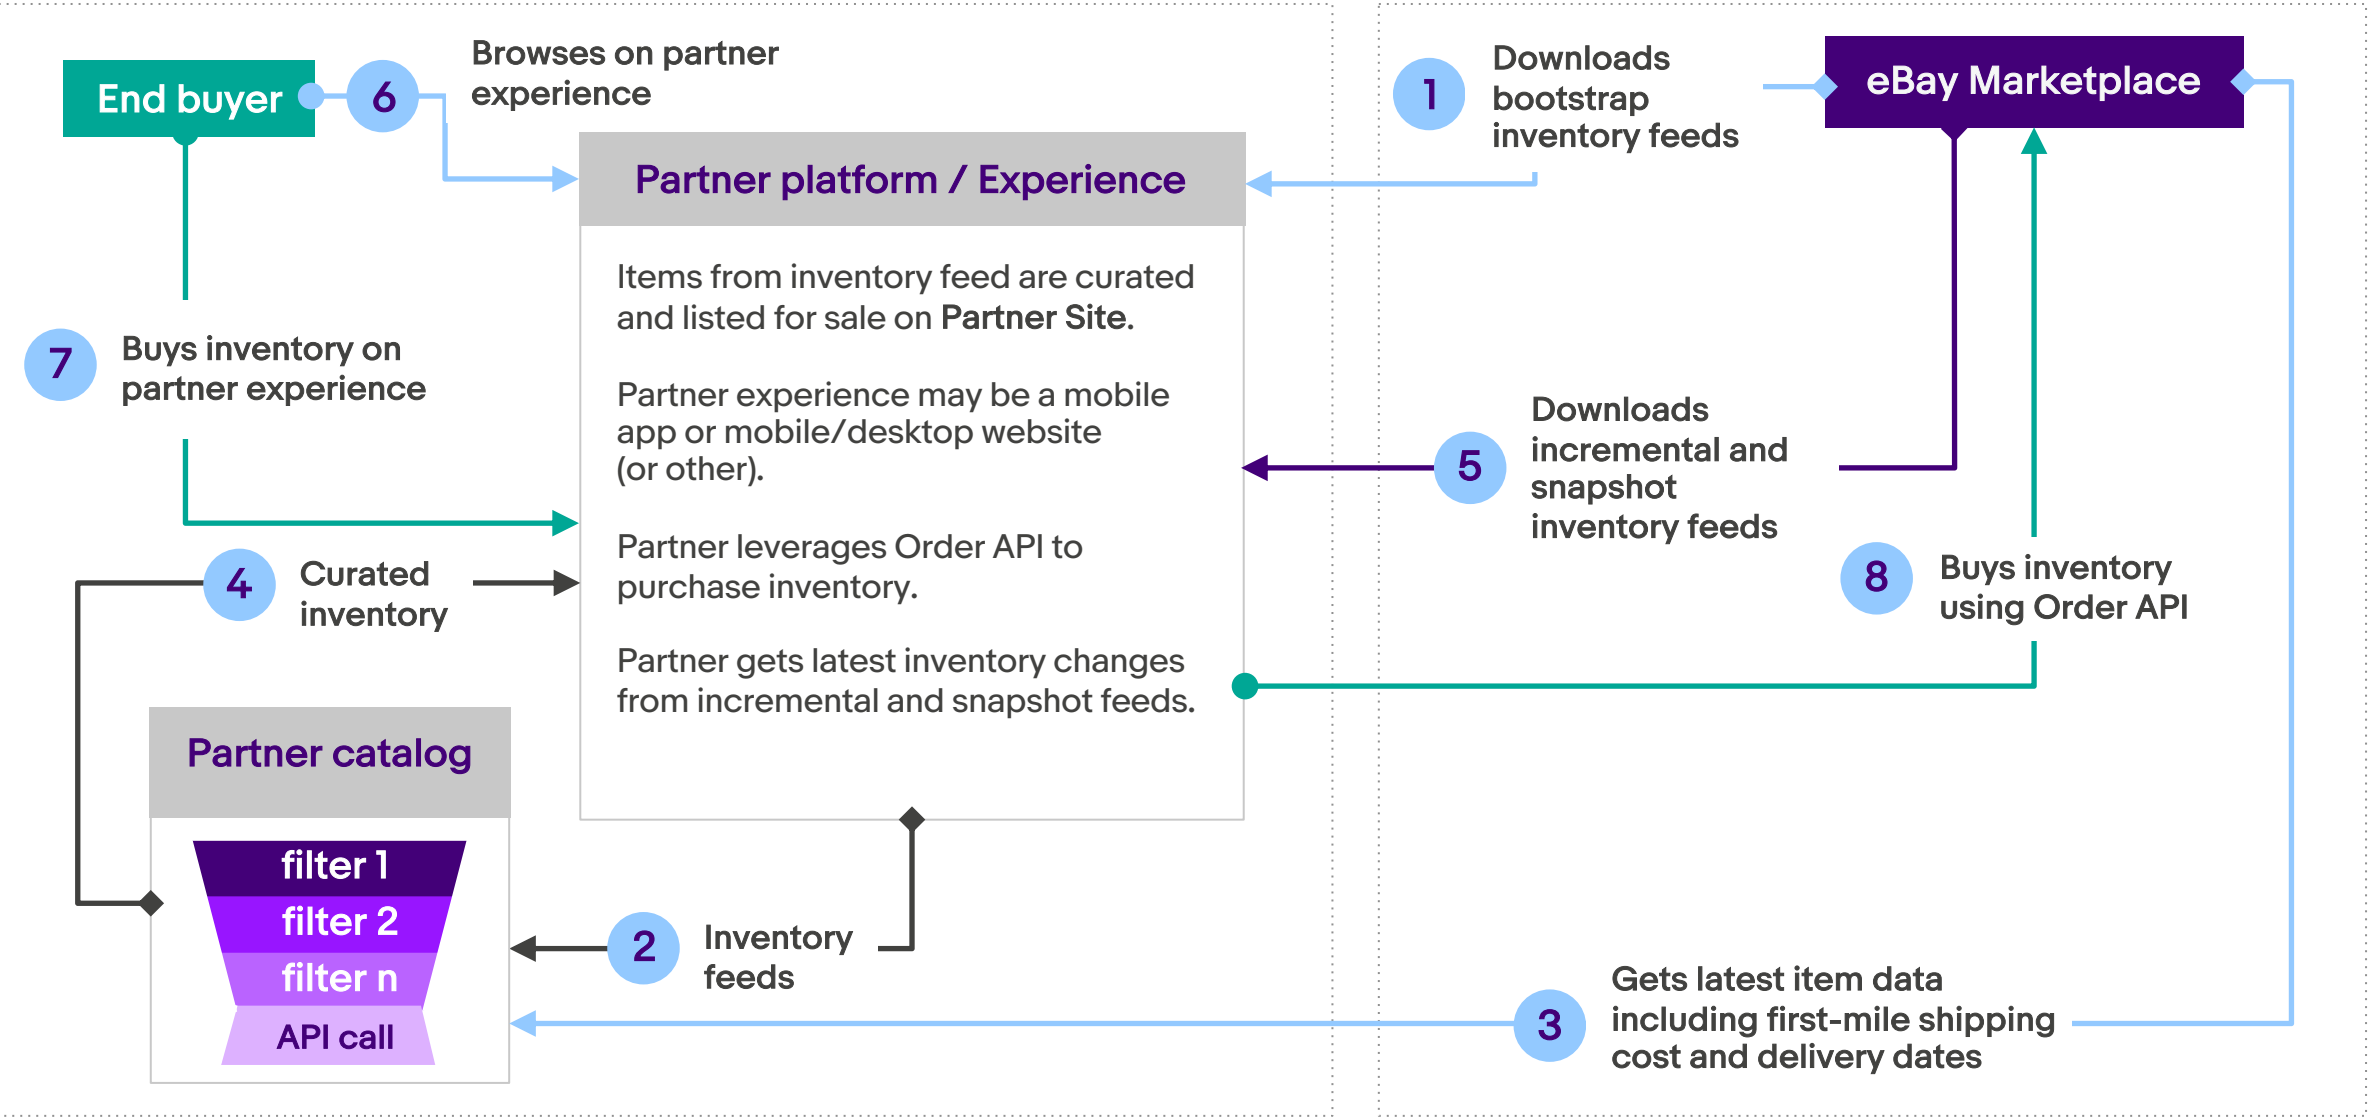 End buyer
6
Browses on partner
experience
1
Downloads
bootstrap
inventory feeds
eBay Marketplace
Partner platform / Experience
Items from inventory feed are curated
and listed for sale on Partner Site.
Partner experience may be a mobile
app or mobile/desktop website
(or other).
Partner leverages Order API to
purchase inventory.
Partner gets latest inventory changes
from incremental and snapshot feeds.
7
Buys inventory on
partner experience
5
Downloads
incremental and
snapshot
inventory feeds
4
Curated
inventory
8
Buys inventory
using Order API
Partner catalog
filter 1
filter 2
filter n
API call
2
Inventory
feeds
3
Gets latest item data
including first-mile shipping
cost and delivery dates